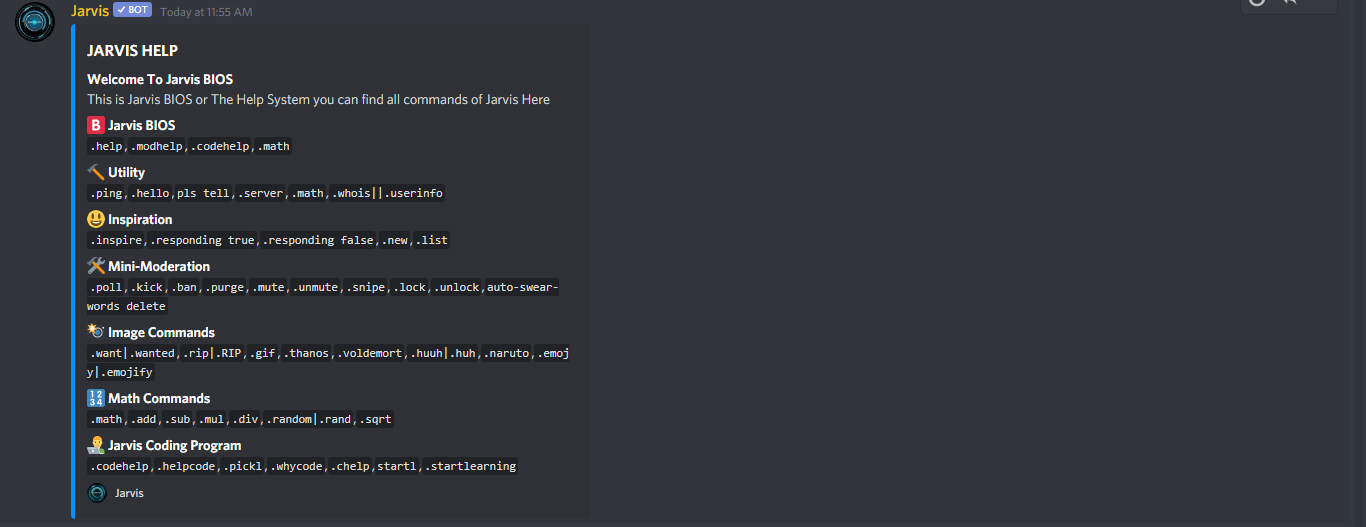 Jarvis ✓ BOT Today at 11:55 AM
JARVIS HELP
Welcome To Jarvis BIOS
This is Jarvis BIOS or The Help System you can find all commands of Jarvis Here
B Jarvis BIOS
.help,.modhelp,.codehelp,.math
Utility
.ping,.hello,pls tell,.server,.math,.whois||.userinfo
Inspiration
.inspire,.responding true,.responding false,.new,.list
Mini-Moderation
.poll,.kick,.ban,.purge,.mute,.unmute,.snipe,.lock,.unlock,auto-swear-
words delete
Image Commands
.want|.wanted,.rip|.RIP,.gif,.thanos,.voldemort,.huuh|.huh,.naruto,.emoj
y|.emojify
1234 Math Commands
.math,.add,.sub,.mul,.div,.random|.rand,.sqrt
Jarvis Coding Program
.codehelp,.helpcode,.pickl,.whycode,.chelp,startl,.startlearning
Jarvis